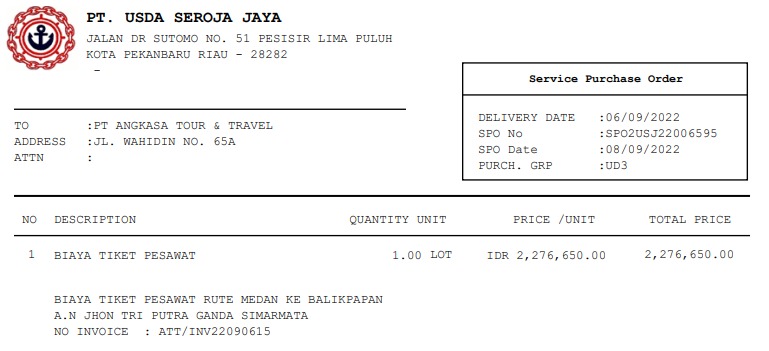 PT. USDA SEROJA JAYA
JALAN DR SUTOMO NO. 51 PESISIR LIMA PULUH
KOTA PEKANBARU RIAU - 28282
-
Service Purchase Order
DELIVERY DATE :06/09/2022
SPO No :SPO2USJ22006595
SPO Date :08/09/2022
PURCH. GRP :UD3
TO :PT ANGKASA TOUR & TRAVEL
ADDRESS :JL. WAHIDIN NO. 65A
ATTN :
NO DESCRIPTION QUANTITY UNIT PRICE /UNIT TOTAL PRICE
1 BIAYA TIKET PESAWAT 1.00 LOT IDR 2,276,650.00 2,276,650.00
BIAYA TIKET PESAWAT RUTE MEDAN KE BALIKPAPAN
A.N JHON TRI PUTRA GANDA SIMARMATA
NO INVOICE : ATT/INV22090615